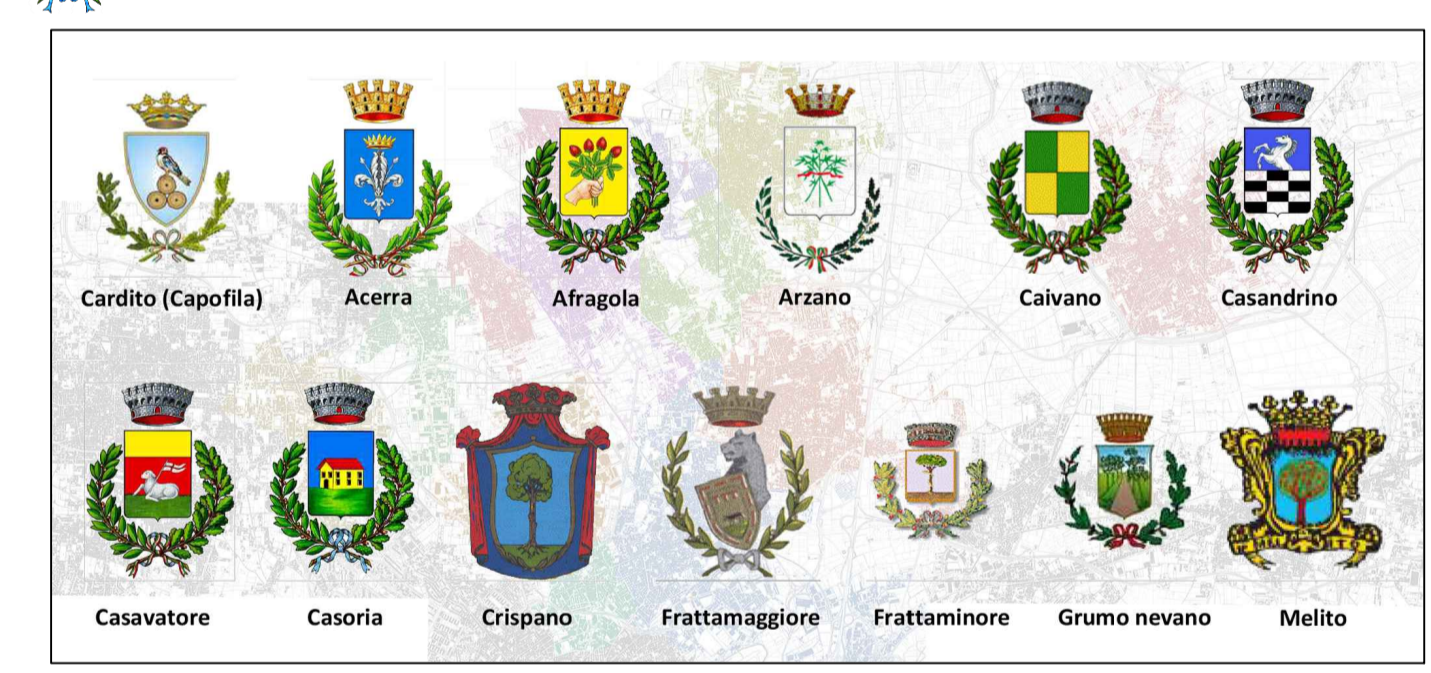 Cardito (Capofila)
Acerra
Afragola
Arzano
Caivano
Casandrino
Casavatore
Casoria
Crispano
Frattamaggiore
Frattaminore
Grumo nevano
Melito